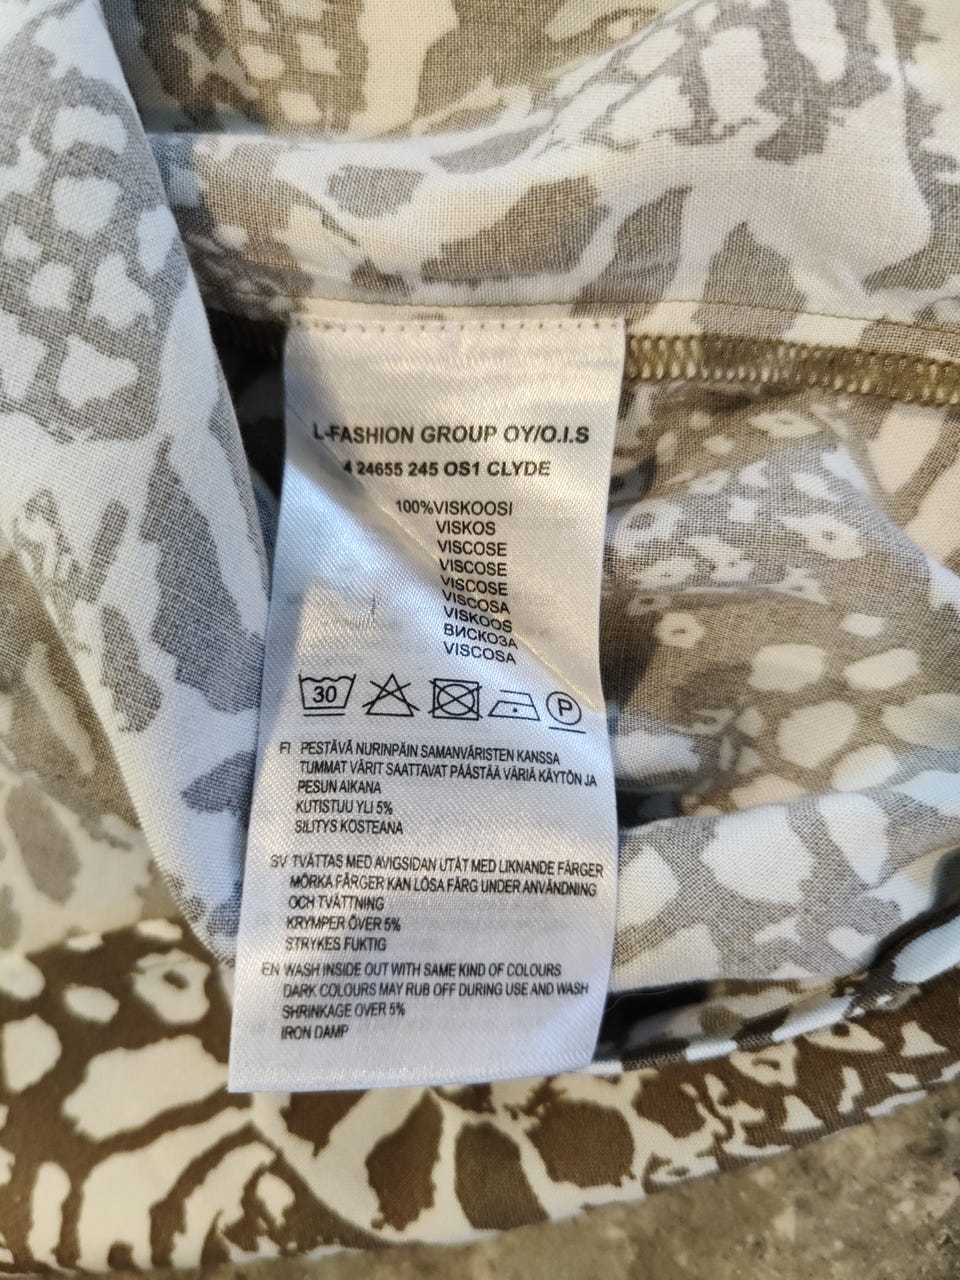 L-FASHION GROUP OY/O.I.S
4 24655 245 OS1 CLYDE
100%VISKOOSI
VISKOS
VISCOSE
VISCOSE
VISCOSE
VISCOSA
VISKOOS
ВИСКОЗА
VISCOSA
30 P
FI PESTÄVÄ NURINPÄIN SAMANVÄRISTEN KANSSA
TUMMAT VÄRIT SAATTAVAT PÄÄSTÄÄ VÄRIÄ KÄYTÖN JA
PESUN AIKANA
KUTISTUU YLI 5%
SILITYS KOSTEANA
SV TVÄTTAS MED AVIGSIDAN UTÅT MED LIKNANDE FÄRGER
MÖRKA FÄRGER KAN LÖSA FÄRG UNDER ANVÄNDNING
OCH TVÄTTNING
KRYMPER ÖVER 5%
STRYKES FUKTIG
EN WASH INSIDE OUT WITH SAME KIND OF COLOURS
DARK COLOURS MAY RUB OFF DURING USE AND WASH
SHRINKAGE OVER 5%
IRON DAMP